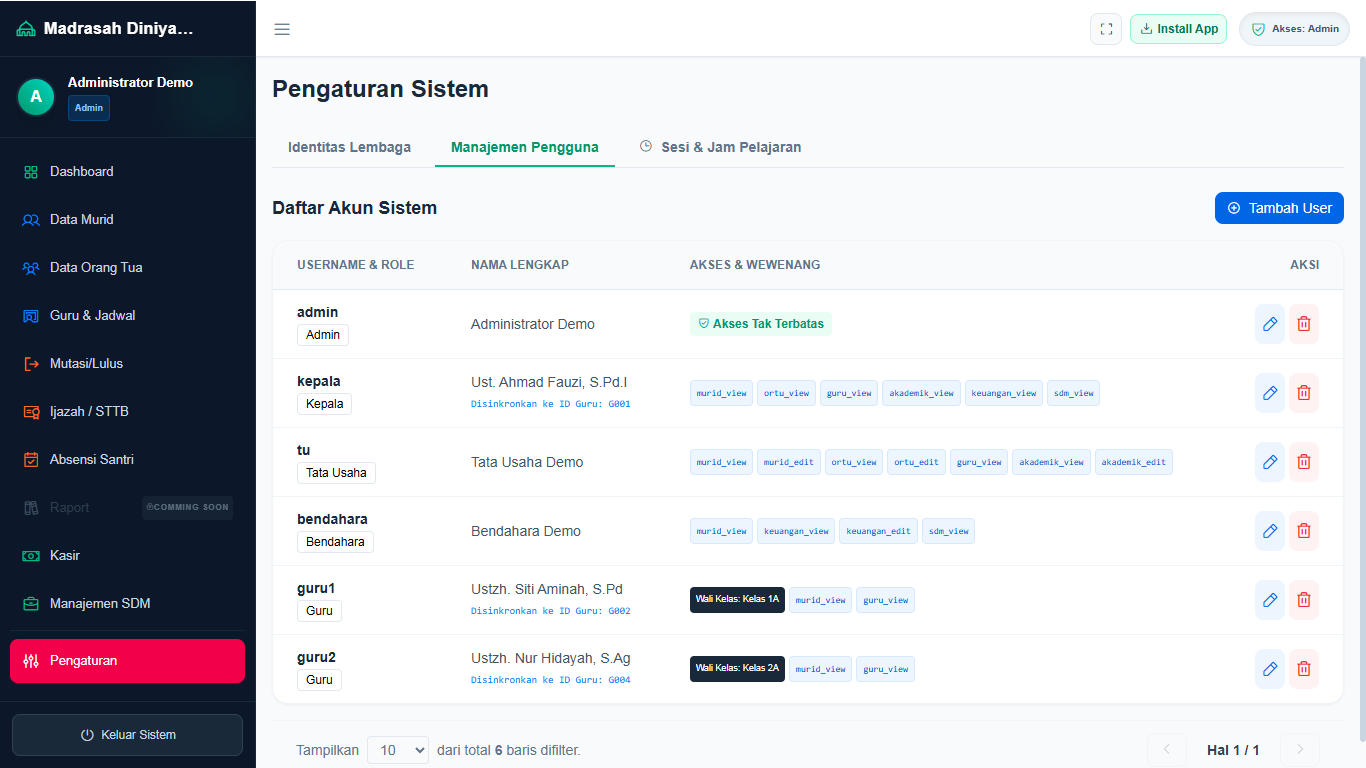 Madrasah Diniya...
A
Administrator Demo
Admin
Dashboard
Data Murid
Data Orang Tua
Guru & Jadwal
Mutasi/Lulus
Ijazah / STTB
Absensi Santri
Raport
COMMING SOON
Kasir
Manajemen SDM
Pengaturan
Keluar Sistem
Install App
Akses: Admin
Pengaturan Sistem
Identitas Lembaga
Manajemen Pengguna
Sesi & Jam Pelajaran
Daftar Akun Sistem
Tambah User
USERNAME & ROLE NAMA LENGKAP AKSES & WEWENANG AKSI
admin
Admin
Administrator Demo
Akses Tak Terbatas
kepala
Kepala
Ust. Ahmad Fauzi, S.Pd.I
Disinkronkan ke ID Guru: G001
murid_view ortu_view guru_view akademik_view keuangan_view sdm_view
tu
Tata Usaha
Tata Usaha Demo
murid_view murid_edit ortu_view ortu_edit guru_view akademik_view akademik_edit
bendahara
Bendahara
Bendahara Demo
murid_view keuangan_view keuangan_edit sdm_view
guru1
Guru
Ustzh. Siti Aminah, S.Pd
Disinkronkan ke ID Guru: G002
Wali Kelas: Kelas 1A murid_view guru_view
guru2
Guru
Ustzh. Nur Hidayah, S.Ag
Disinkronkan ke ID Guru: G004
Wali Kelas: Kelas 2A murid_view guru_view
Tampilkan 10 dari total 6 baris difilter.
Hal 1 / 1